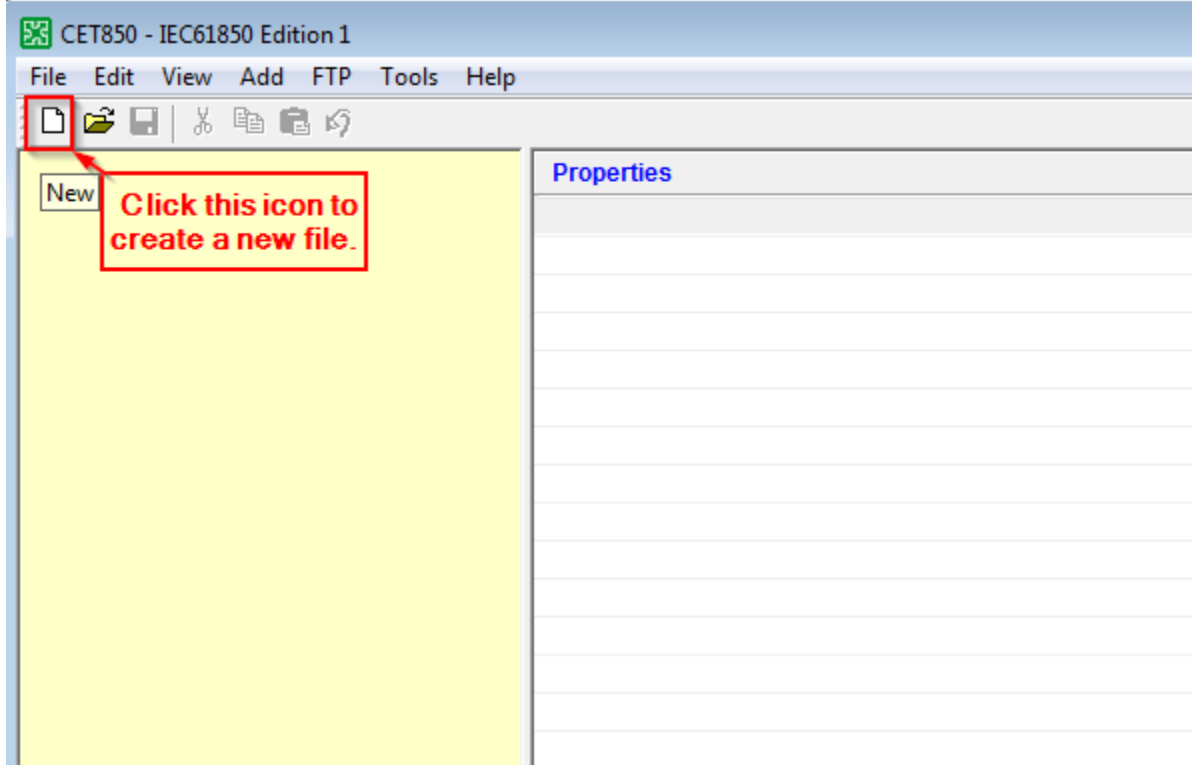 CET850 - IEC61850 Edition 1
File Edit View Add FTP Tools Help
Properties
New
Click this icon to
create a new file.